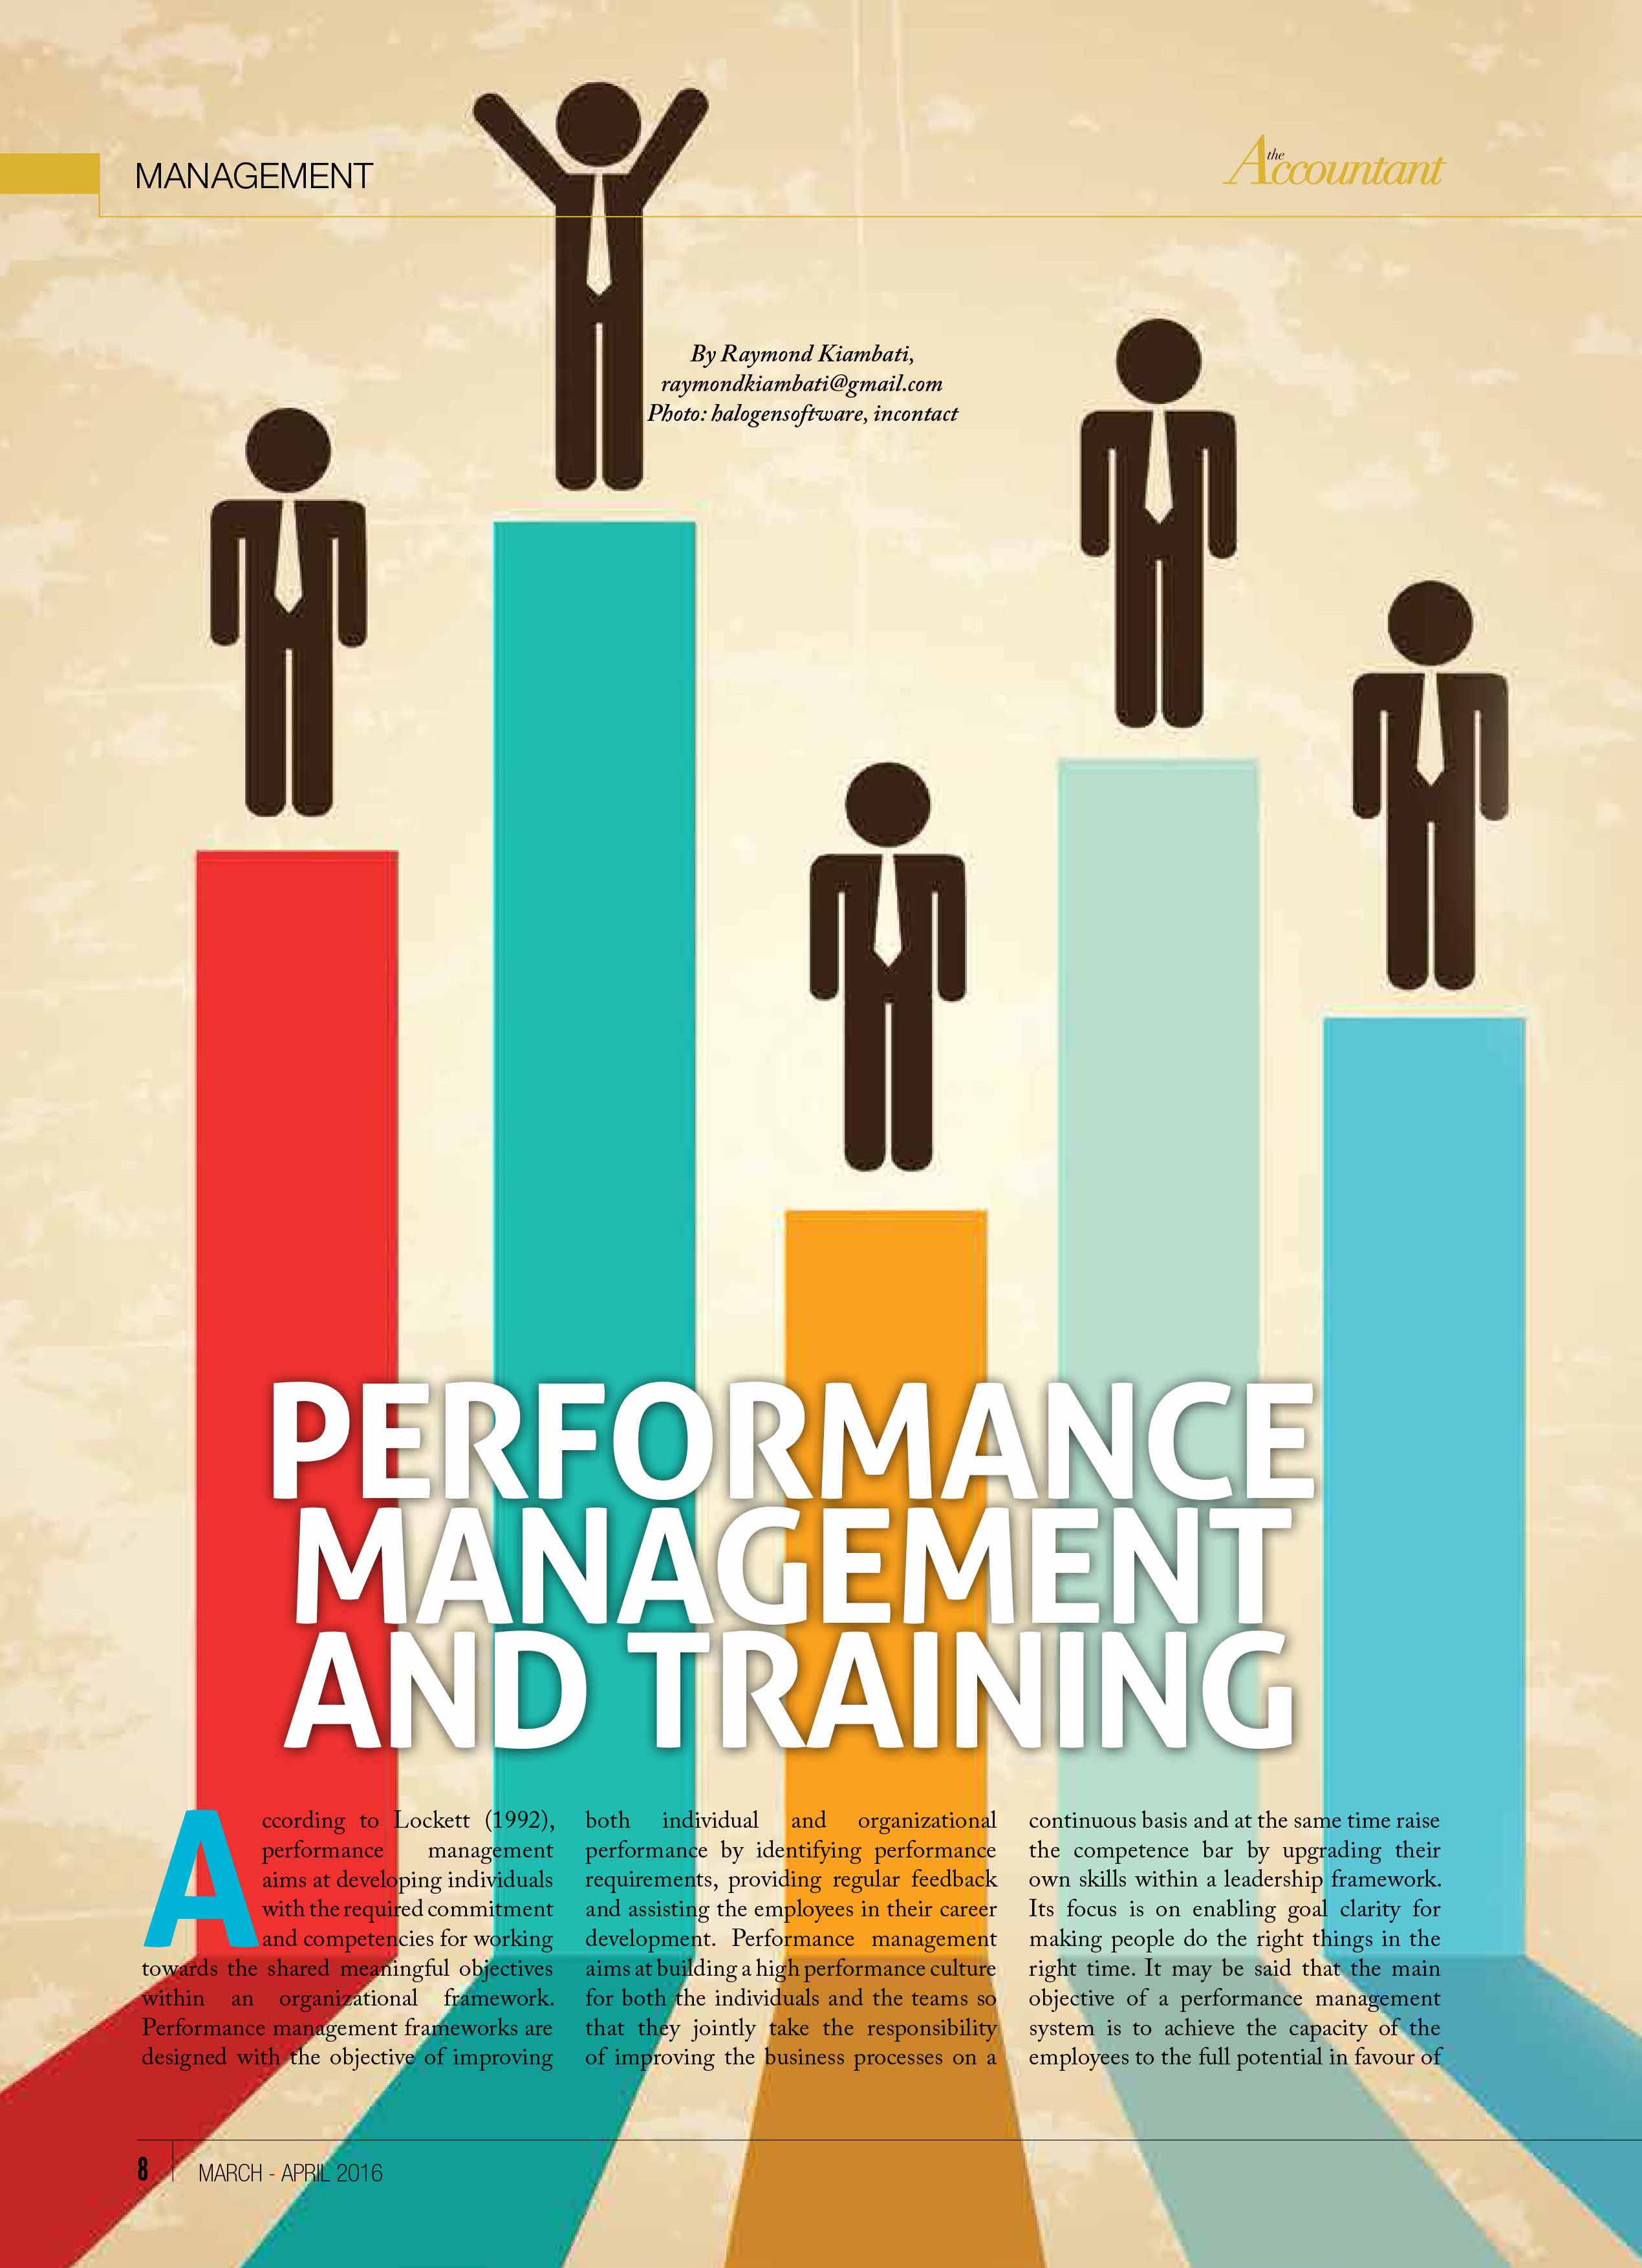 MANAGEMENT
the Accountant
By Raymond Kiambati,
raymondkiambati@gmail.com
Photo: halogensoftware, incontact
PERFORMANCE
MANAGEMENT
AND TRAINING
According to Lockett (1992),
performance management
aims at developing individuals
with the required commitment
and competencies for working
towards the shared meaningful objectives
within an organizational framework.
Performance management frameworks are
designed with the objective of improving
both individual and organizational
performance by identifying performance
requirements, providing regular feedback
and assisting the employees in their career
development. Performance management
aims at building a high performance culture
for both the individuals and the teams so
that they jointly take the responsibility
of improving the business processes on a
continuous basis and at the same time raise
the competence bar by upgrading their
own skills within a leadership framework.
Its focus is on enabling goal clarity for
making people do the right things in the
right time. It may be said that the main
objective of a performance management
system is to achieve the capacity of the
employees to the full potential in favour of
8 MARCH - APRIL 2016